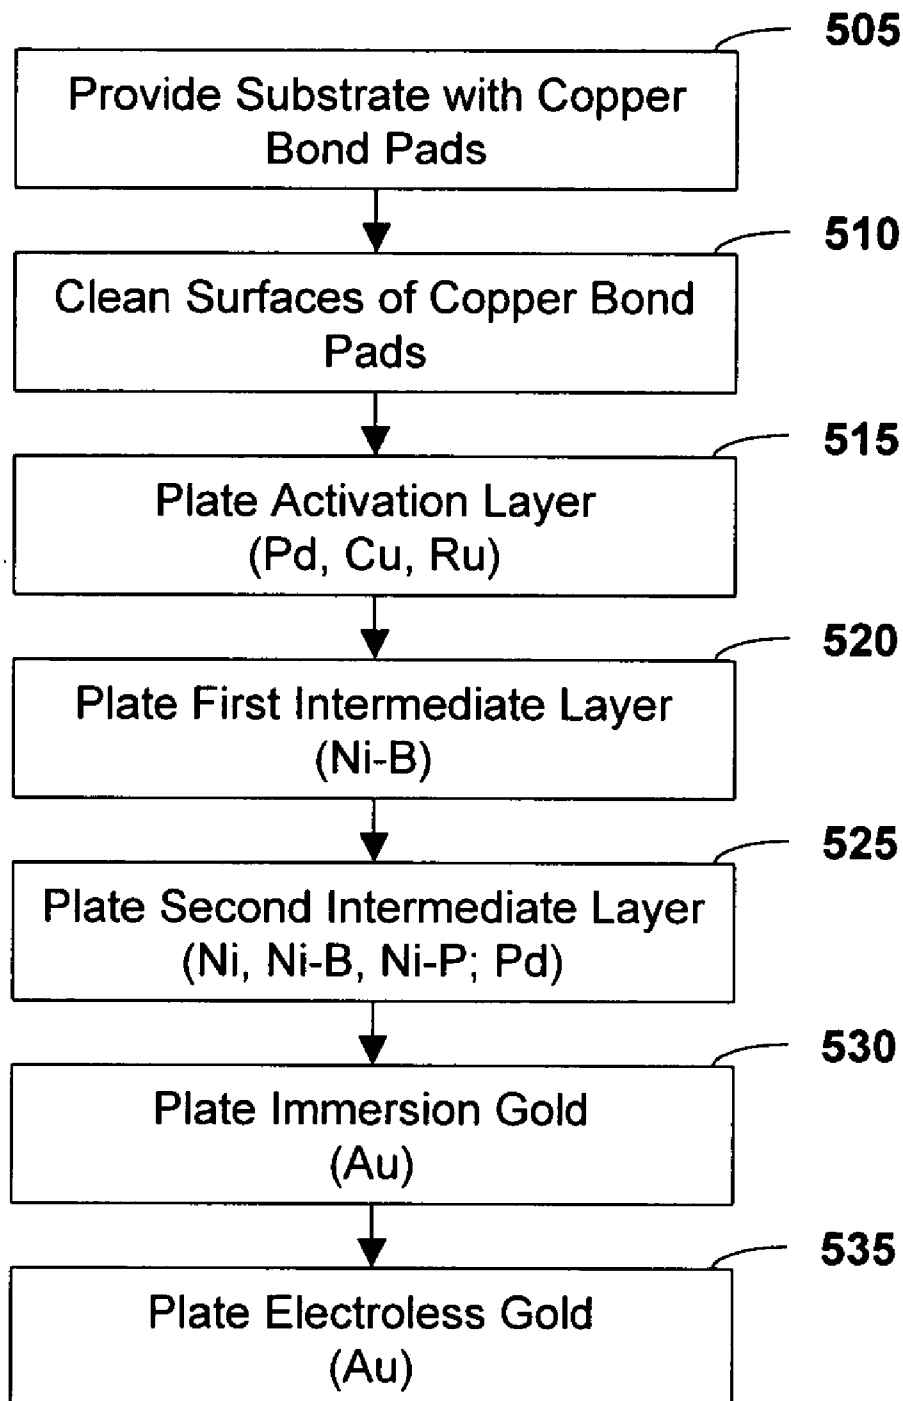 505
Provide Substrate with Copper
Bond Pads
510
Clean Surfaces of Copper Bond
Pads
515
Plate Activation Layer
(Pd, Cu, Ru)
520
Plate First Intermediate Layer
(Ni-B)
525
Plate Second Intermediate Layer
(Ni, Ni-B, Ni-P; Pd)
530
Plate Immersion Gold
(Au)
535
Plate Electroless Gold
(Au)